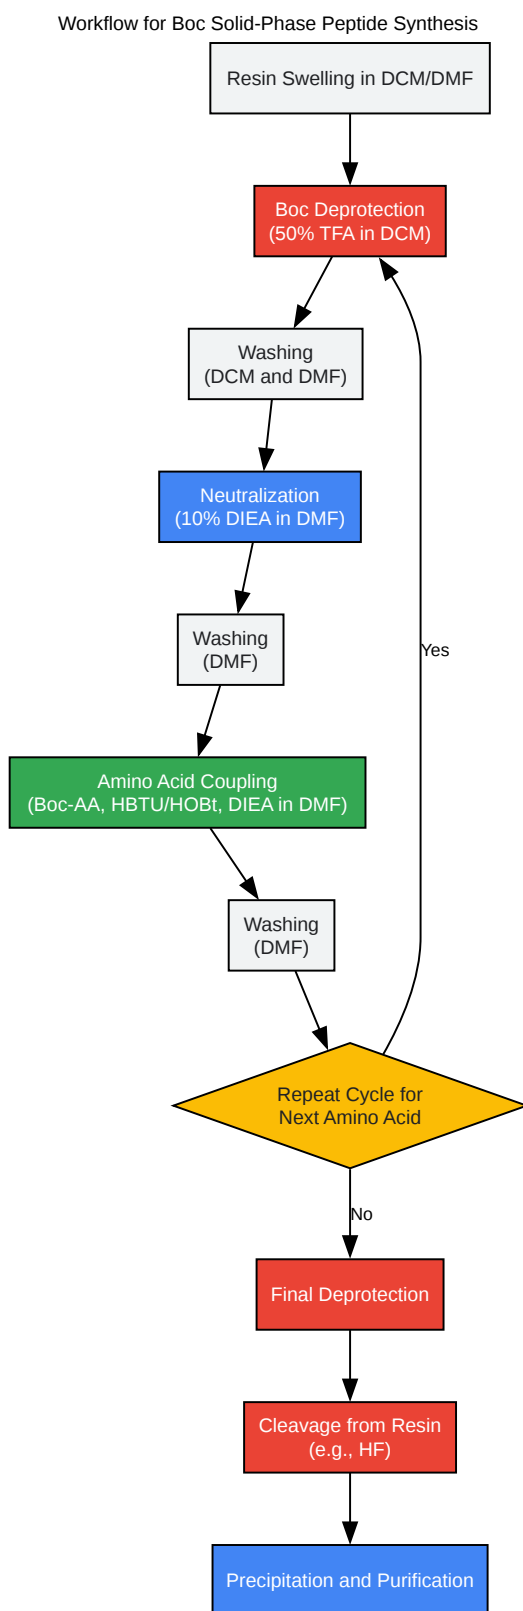 Workflow for Boc Solid-Phase Peptide Synthesis
Resin Swelling in DCM/DMF
Boc Deprotection
(50% TFA in DCM)
Washing
(DCM and DMF)
Neutralization
(10% DIEA in DMF)
Washing
(DMF)
Yes
Amino Acid Coupling
(Boc-AA, HBTU/HOBt, DIEA in DMF)
Washing
(DMF)
Repeat Cycle for
Next Amino Acid
No
Final Deprotection
Cleavage from Resin
(e.g., HF)
Precipitation and Purification